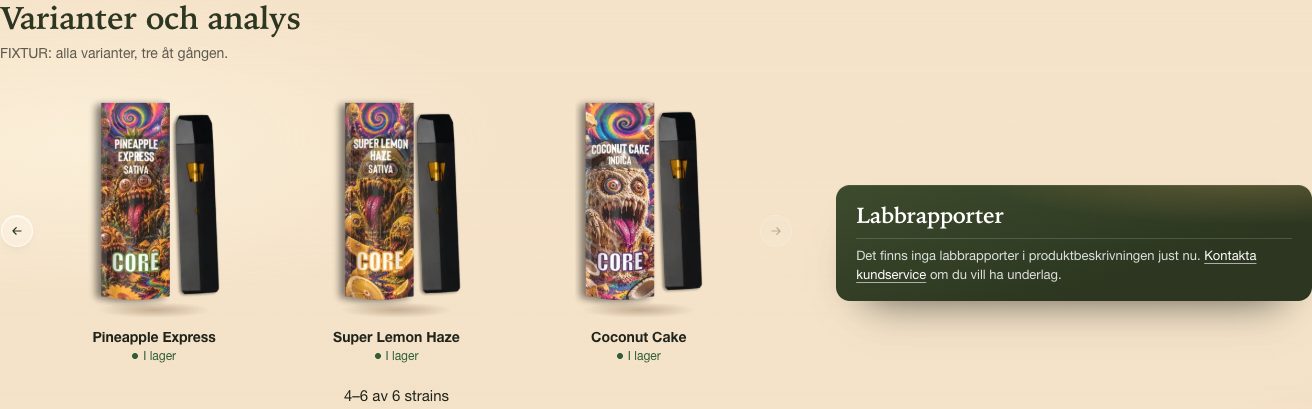 Varianter och analys
FIXTUR: alla varianter, tre åt gången.
PINEAPPLE
EXPRESS
SATIVA
CORE
SUPER LEMON
HAZE
SATIVA
CORE
COCONUT CAKE
INDICA
CORE
←
→
Pineapple Express
• I lager
Super Lemon Haze
• I lager
Coconut Cake
• I lager
4–6 av 6 strains
Labbrapporter
Det finns inga labbrapporter i produktbeskrivningen just nu. Kontakta
kundservice om du vill ha underlag.